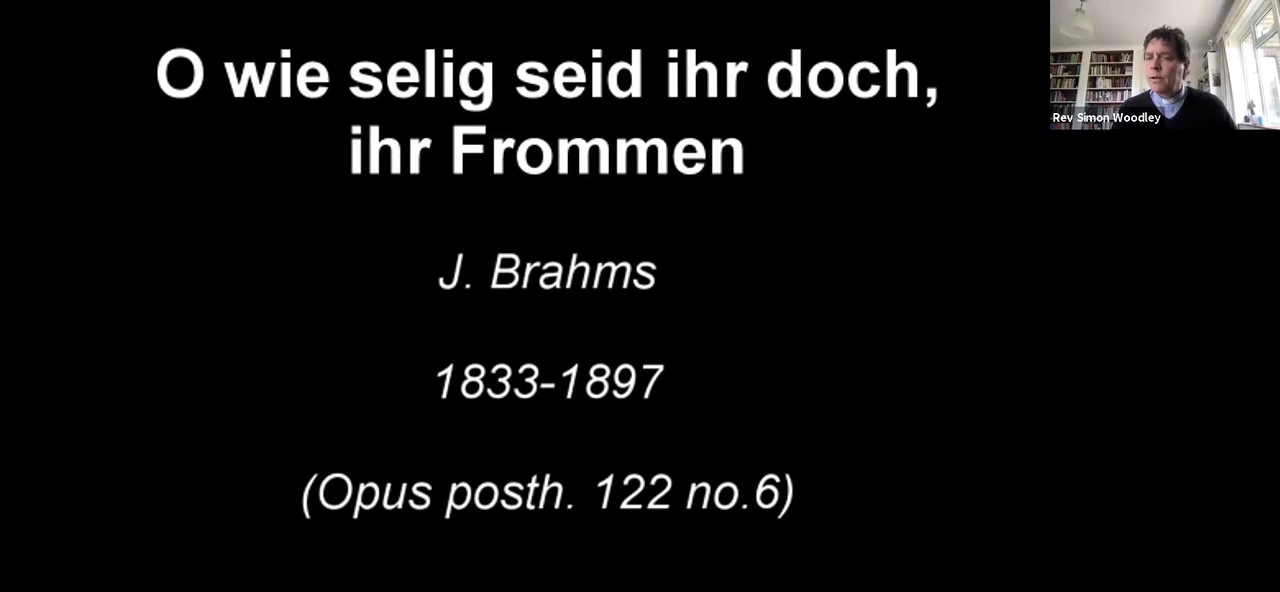 O wie selig seid ihr doch,
ihr Frommen
J. Brahms
1833-1897
(Opus posth. 122 no.6)
Rev Simon Woodley